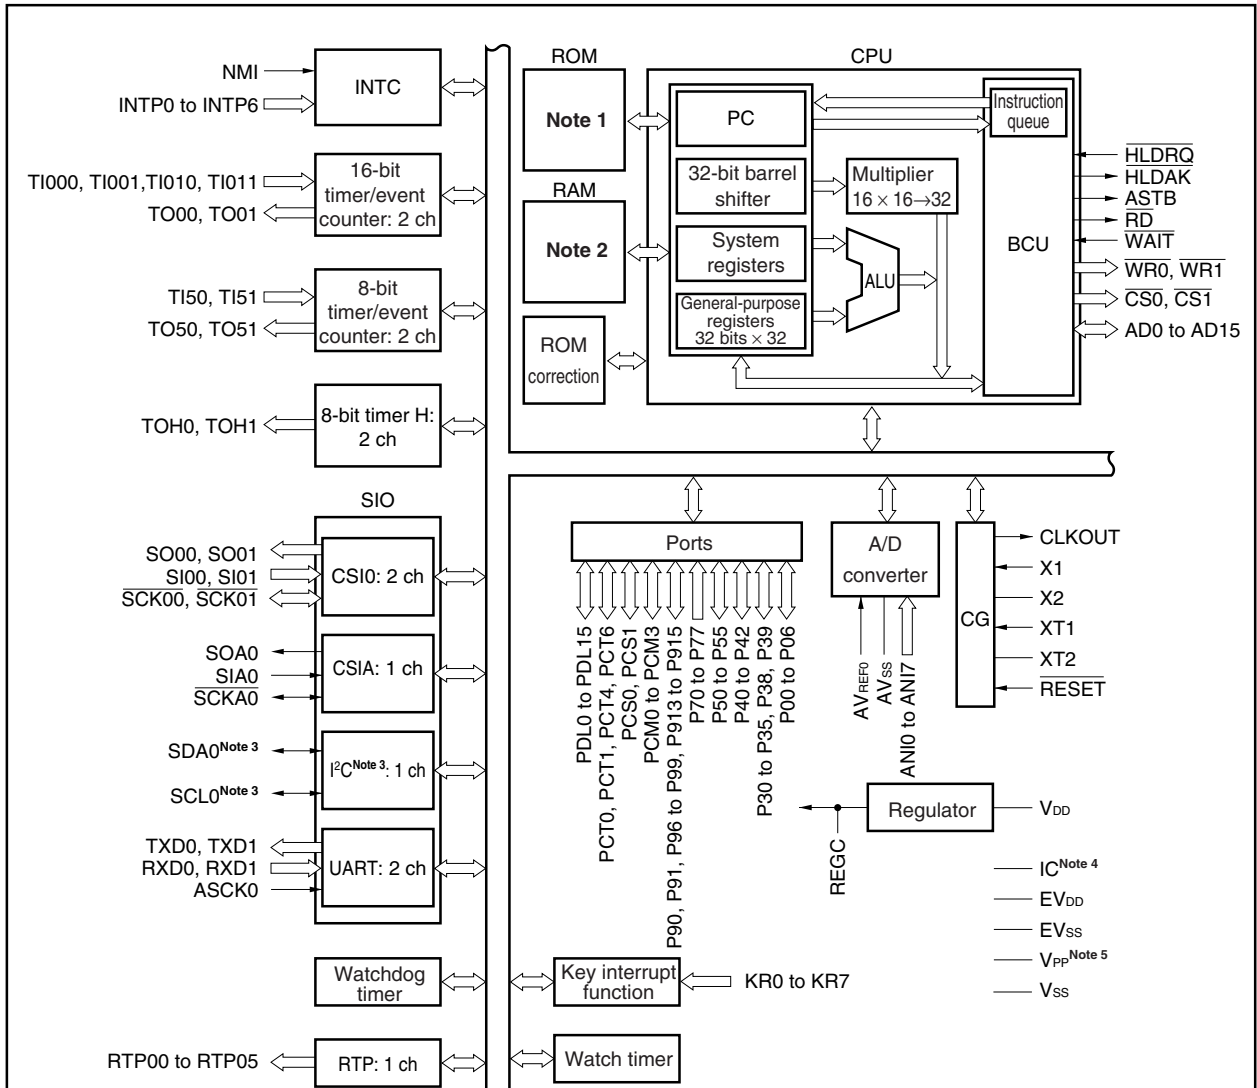 NMI
INTP0 to INTP6
INTC
TI000, TI001,TI010, TI011
TO00, TO01
16-bit
timer/event
counter: 2 ch
TI50, TI51
TO50, TO51
8-bit
timer/event
counter: 2 ch
TOH0, TOH1
8-bit timer H:
2 ch
SIO
SO00, SO01
SI00, SI01
SCK00, SCK01
CSI0: 2 ch
SOA0
SIA0
SCKA0
CSIA: 1 ch
SDA0Note 3
SCL0Note 3
I²CNote 3: 1 ch
TXD0, TXD1
RXD0, RXD1
ASCK0
UART: 2 ch
Watchdog
timer
RTP00 to RTP05
RTP: 1 ch
ROM
Note 1
RAM
Note 2
ROM
correction
CPU
PC
32-bit barrel
shifter
System
registers
General-purpose
registers
32 bits × 32
Multiplier
16 × 16→32
ALU
Instruction
queue
BCU
HLDRQ
HLDAK
ASTB
RD
WAIT
WR0, WR1
CS0, CS1
AD0 to AD15
Ports
PDL0 to PDL15
PCT0, PCT1, PCT4, PCT6
PCS0, PCS1
PCM0 to PCM3
P90, P91, P96 to P99, P913 to P915
P70 to P77
P50 to P55
P40 to P42
P30 to P35, P38, P39
P00 to P06
A/D
converter
AVREF0
AVSS
ANI0 to ANI7
CG
CLKOUT
X1
X2
XT1
XT2
RESET
Regulator
REGC
VDD
ICNote 4
EVDD
EVSS
VPPNote 5
VSS
Key interrupt
function
KR0 to KR7
Watch timer